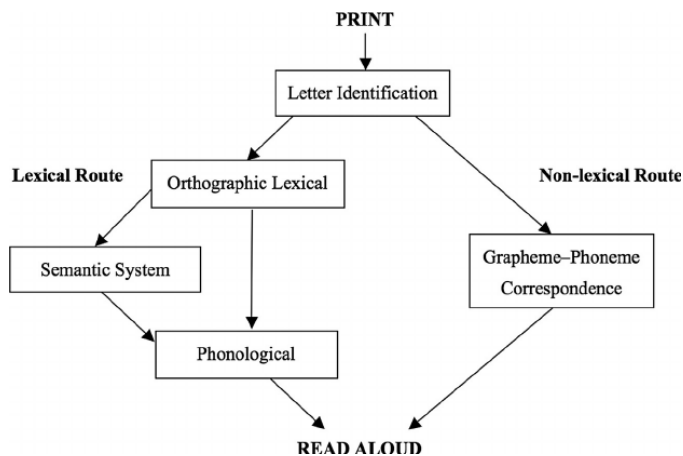 PRINT
Letter Identification
Lexical Route
Orthographic Lexical
Non-lexical Route
Semantic System
Grapheme–Phoneme
Correspondence
Phonological
READ ALOUD